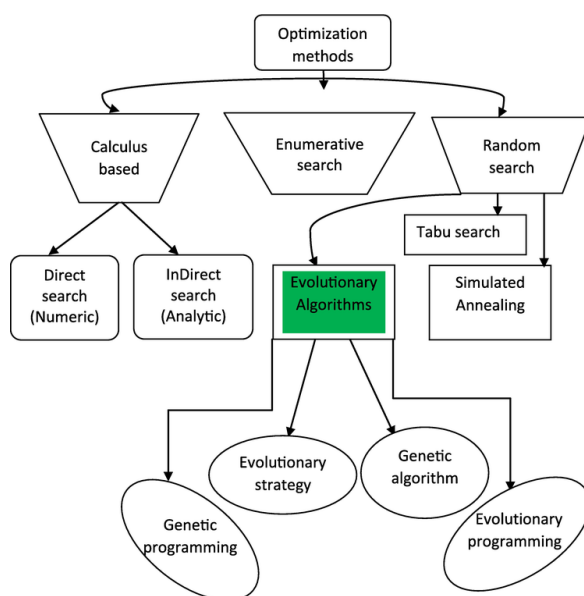 Optimization
methods
Calculus
based
Enumerative
search
Random
search
Tabu search
Direct
search
(Numeric)
InDirect
search
(Analytic)
Evolutionary
Algorithms
Simulated
Annealing
Evolutionary
strategy
Genetic
algorithm
Genetic
programming
Evolutionary
programming